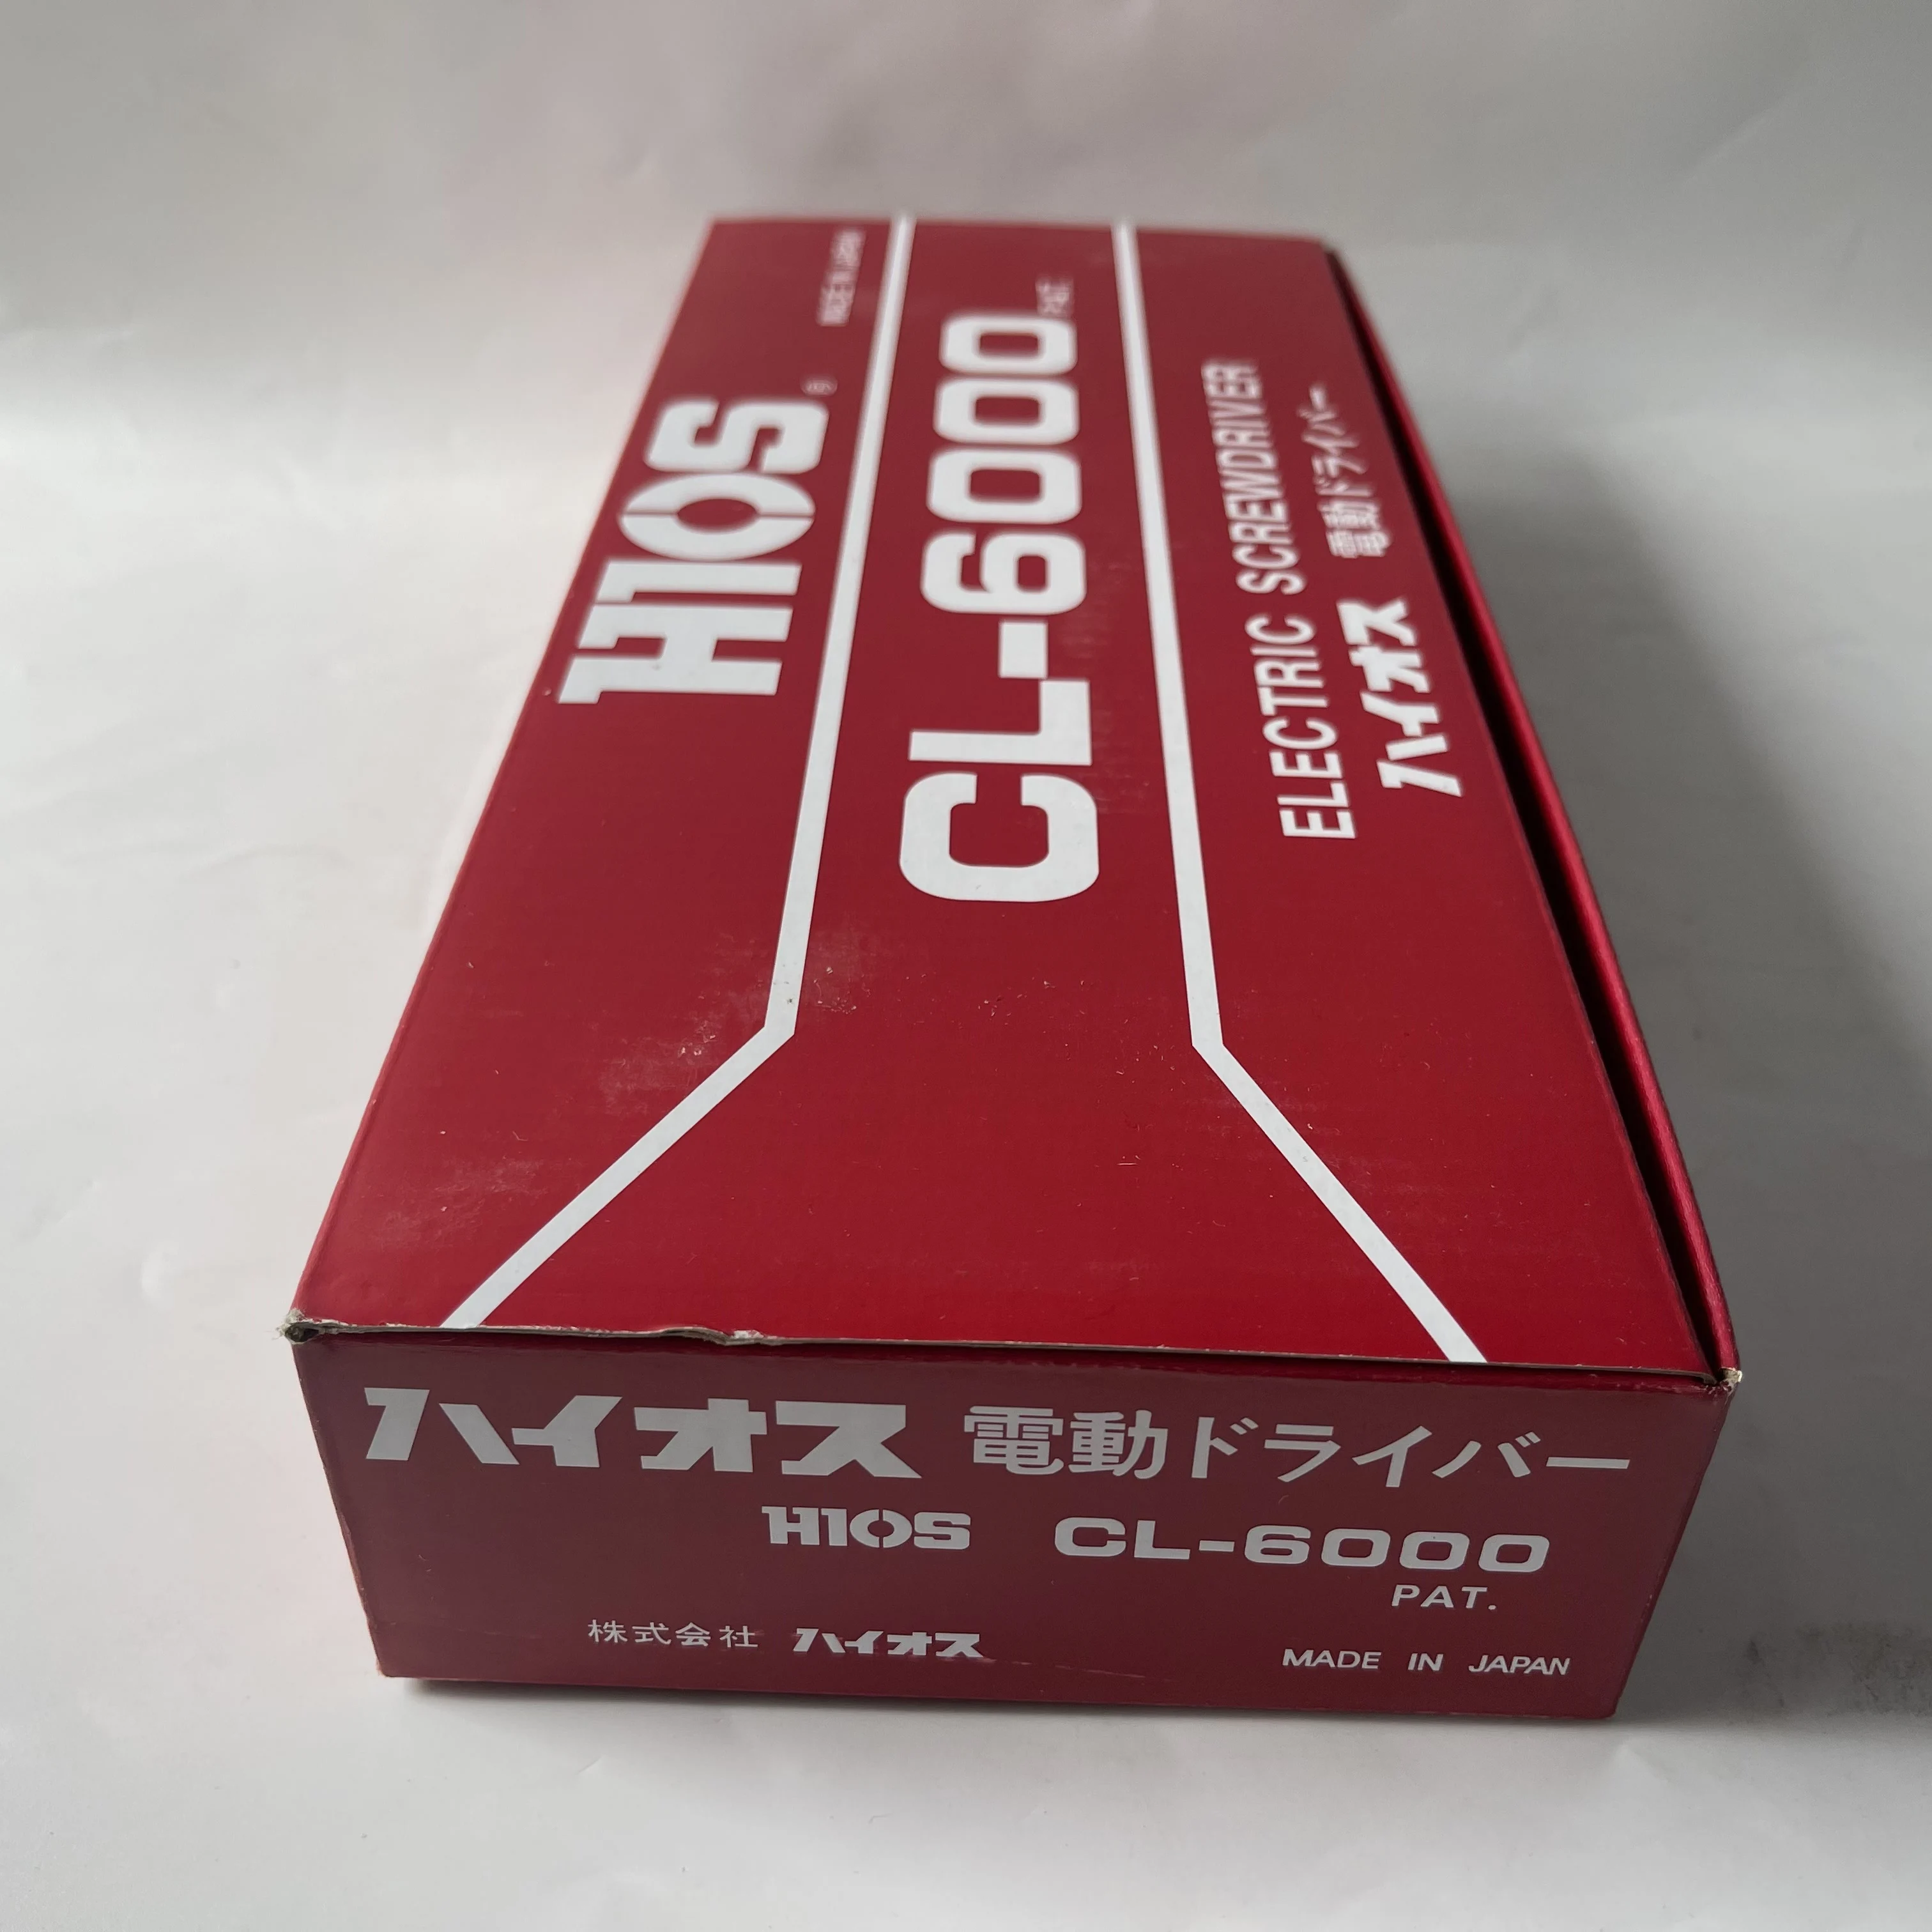 HIOS®
MADE IN JAPAN
CL-6000 PAT.
ELECTRIC SCREWDRIVER
ハイオス 電動ドライバー
ハイオス 電動ドライバー
HIOS CL-6000
PAT.
株式会社 ハイオス
MADE IN JAPAN